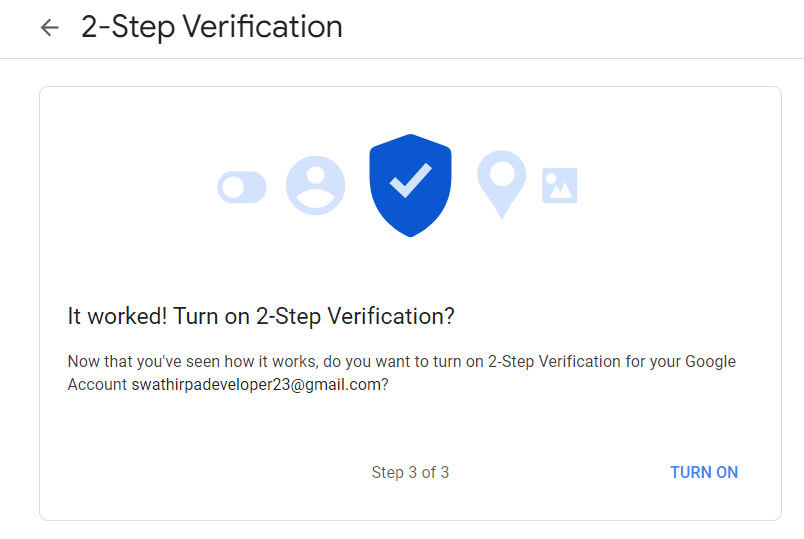 2-Step Verification
It worked! Turn on 2-Step Verification?
Now that you've seen how it works, do you want to turn on 2-Step Verification for your Google
Account swathirpadeveloper23@gmail.com?
Step 3 of 3
TURN ON